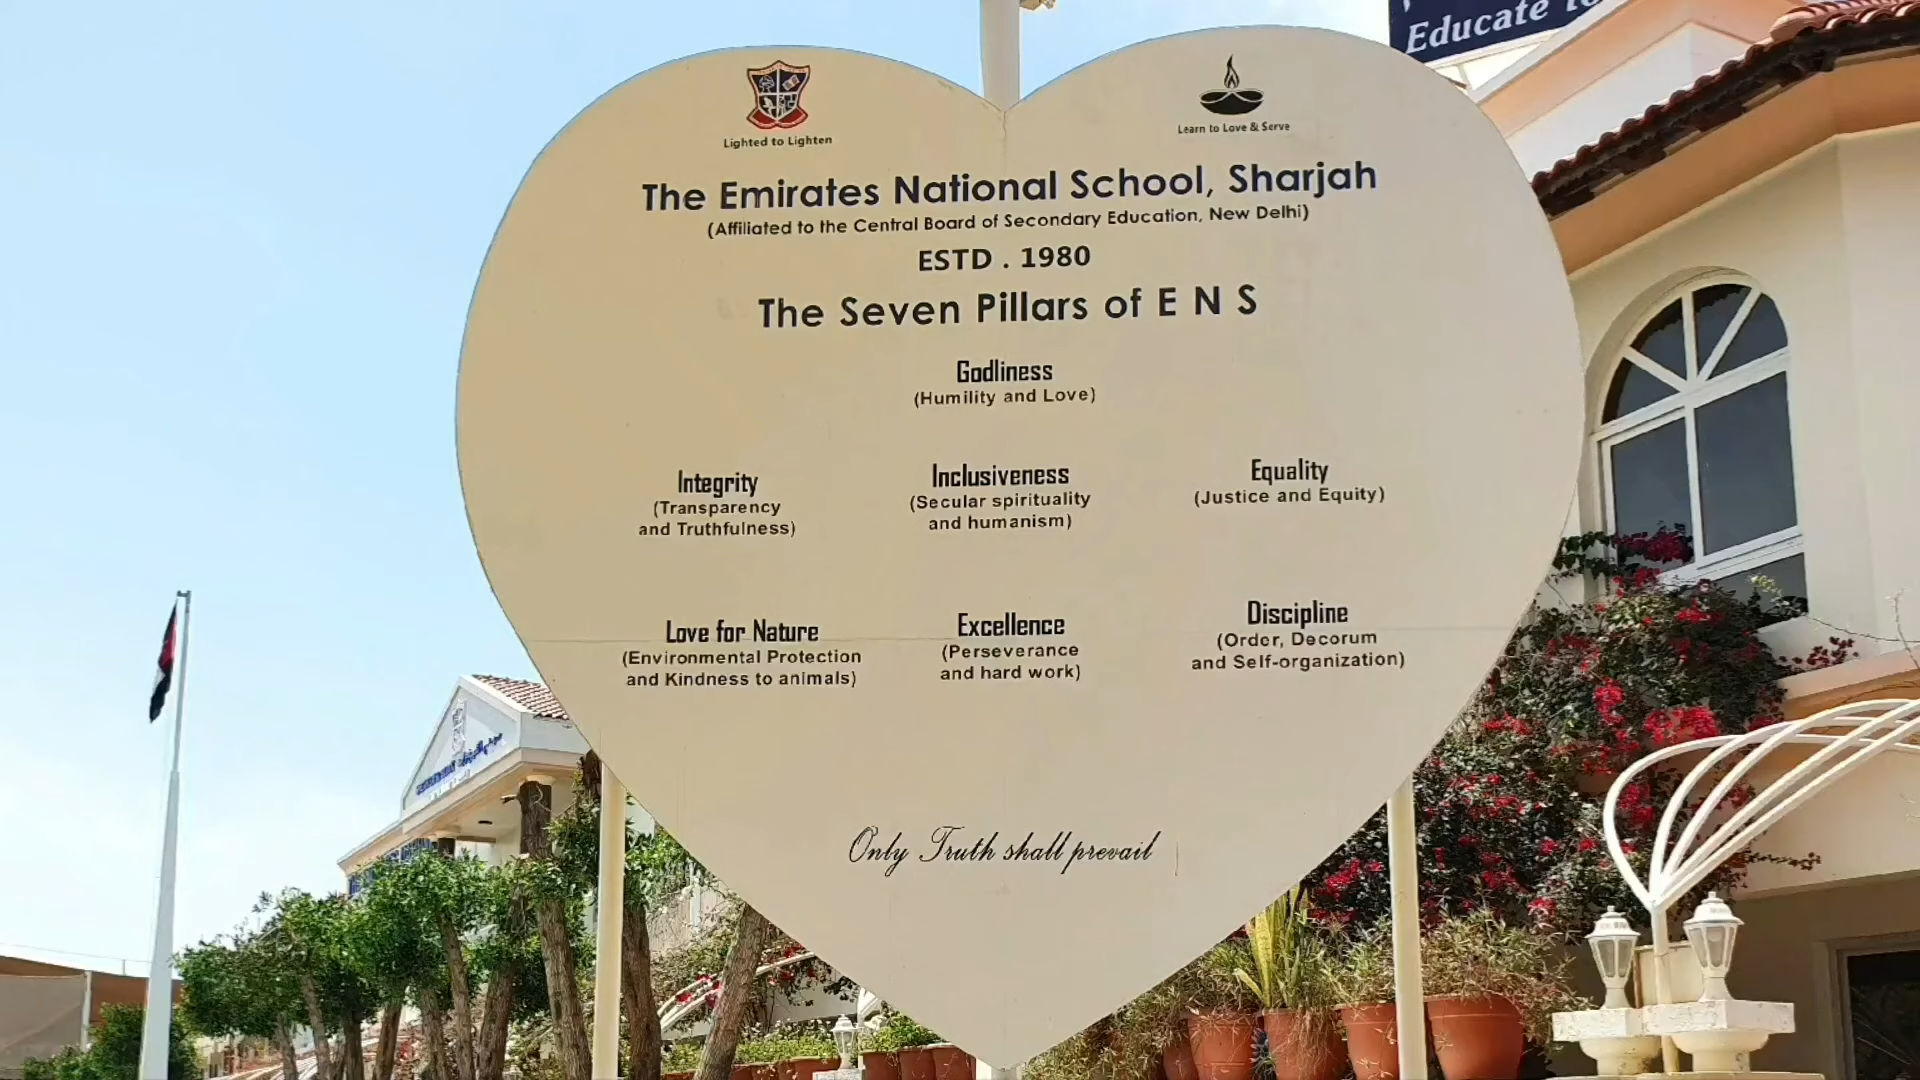 Educate
Lighted to Lighten
Learn to Love & Serve
The Emirates National School, Sharjah
(Affiliated to the Central Board of Secondary Education, New Delhi)
ESTD . 1980
The Seven Pillars of E N S
Godliness
(Humility and Love)
Integrity
(Transparency
and Truthfulness)
Inclusiveness
(Secular spirituality
and humanism)
Equality
(Justice and Equity)
Love for Nature
(Environmental Protection
and Kindness to animals)
Excellence
(Perseverance
and hard work)
Discipline
(Order, Decorum
and Self-organization)
Only Truth shall prevail